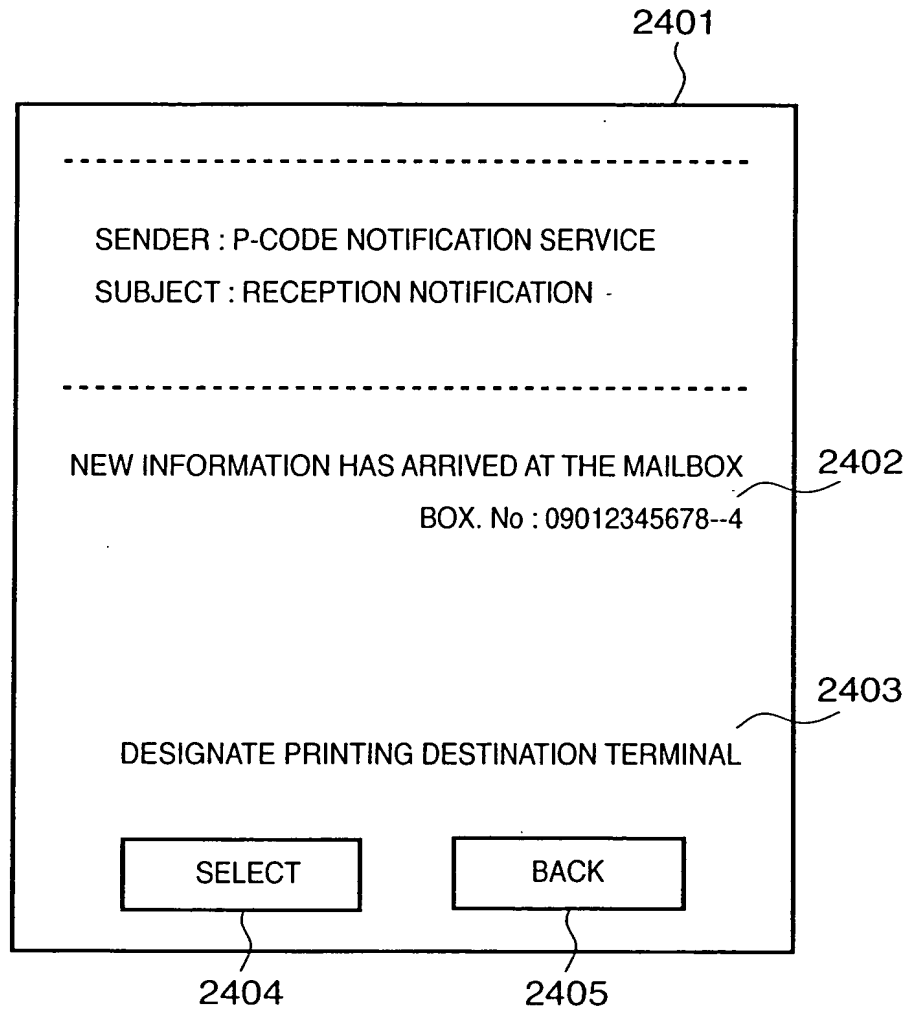 2401
SENDER : P-CODE NOTIFICATION SERVICE
SUBJECT : RECEPTION NOTIFICATION
NEW INFORMATION HAS ARRIVED AT THE MAILBOX
2402
BOX. No : 09012345678--4
2403
DESIGNATE PRINTING DESTINATION TERMINAL
SELECT BACK
2404 2405